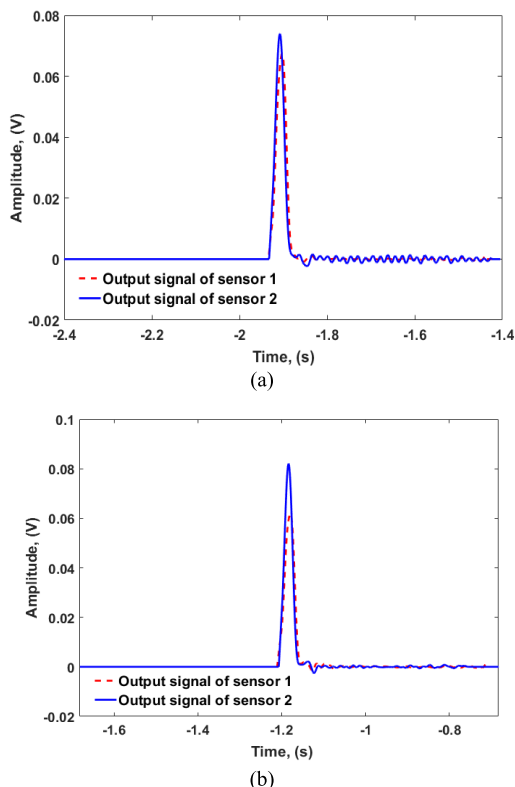 0.08
0.06
0.04
0.02
0
-0.02
Amplitude, (V)
Output signal of sensor 1
Output signal of sensor 2
-2.4 -2.2 -2 -1.8 -1.6 -1.4
Time, (s)
(a)
0.1
0.08
0.06
0.04
0.02
0
-0.02
Amplitude, (V)
Output signal of sensor 1
Output signal of sensor 2
-1.6 -1.4 -1.2 -1 -0.8
Time, (s)
(b)